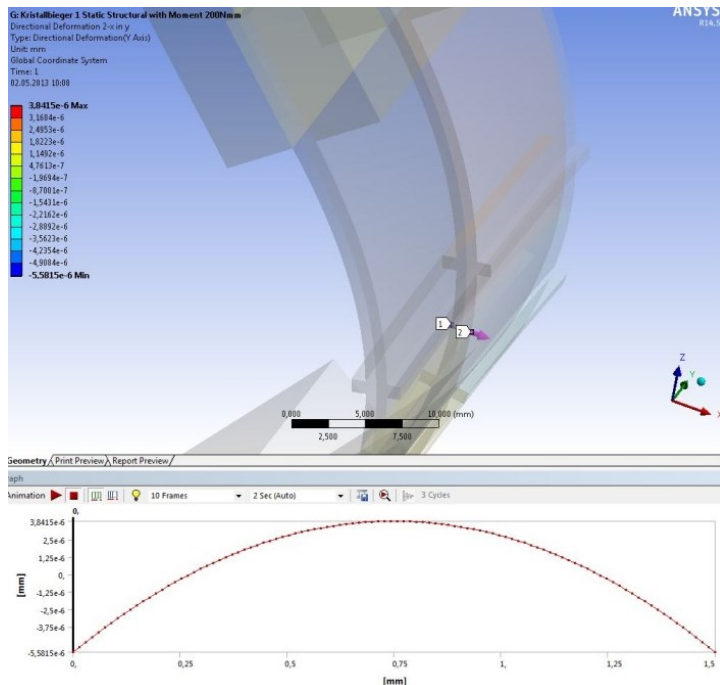 G: Kristallbieger 1 Static Structural with Moment 200Nmm
Directional Deformation 2-x in y
Type: Directional Deformation(Y Axis)
Unit: mm
Global Coordinate System
Time: 1
02.05.2013 10:08
ANSYS
R14.5
3,8415e-6 Max
3,1684e-6
2,4953e-6
1,8223e-6
1,1492e-6
4,7613e-7
-1,9694e-7
-8,7001e-7
-1,5431e-6
-2,2162e-6
-2,8892e-6
-3,5623e-6
-4,2354e-6
-4,9084e-6
-5,5815e-6 Min
1
2
Z
Y
X
0,000
5,000
10,000 (mm)
2,500
7,500
Geometry
Print Preview
Report Preview
raph
Animation
10 Frames
2 Sec (Auto)
3 Cycles
0,
3,8415e-6
2,5e-6
1,25e-6
0,
-1,25e-6
-2,5e-6
-3,75e-6
-5,5815e-6
[mm]
0,
0,25
0,5
0,75
1,
1,25
1,5
[mm]